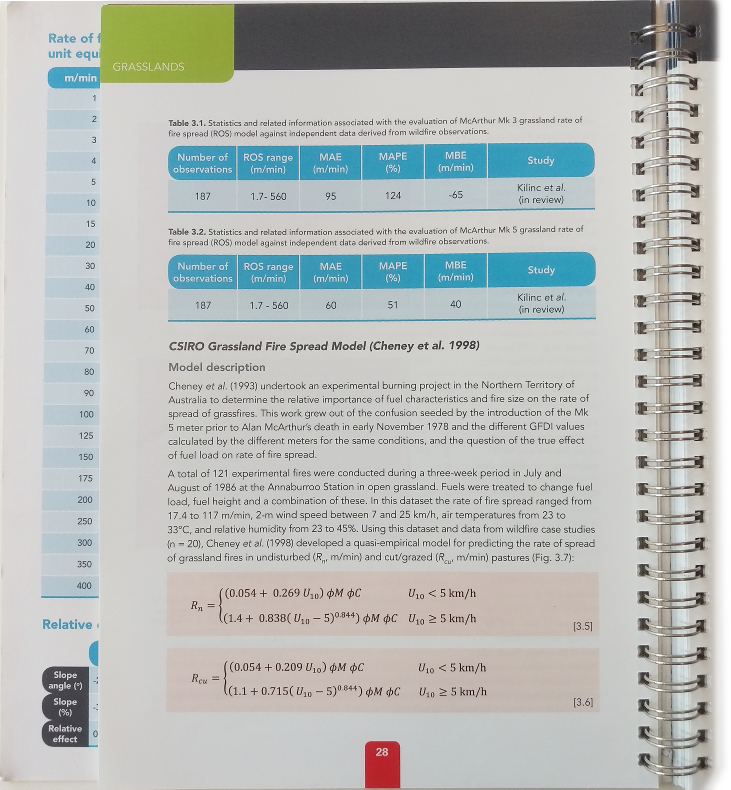 Rate of f
unit equi
m/min
1
2
3
4
5
10
15
20
30
40
50
60
70
80
90
100
125
150
175
200
250
300
350
400
Relative
Slope
angle (°)
Slope
(%)
Relative
effect
0
GRASSLANDS
Table 3.1. Statistics and related information associated with the evaluation of McArthur Mk 3 grassland rate of
fire spread (ROS) model against independent data derived from wildfire observations.
Number of observations ROS range (m/min) MAE (m/min) MAPE (%) MBE (m/min) Study
187 1.7- 560 95 124 -65 Kilinc et al. (in review)
Table 3.2. Statistics and related information associated with the evaluation of McArthur Mk 5 grassland rate of
fire spread (ROS) model against independent data derived from wildfire observations.
Number of observations ROS range (m/min) MAE (m/min) MAPE (%) MBE (m/min) Study
187 1.7 - 560 60 51 40 Kilinc et al. (in review)
CSIRO Grassland Fire Spread Model (Cheney et al. 1998)
Model description
Cheney et al. (1993) undertook an experimental burning project in the Northern Territory of
Australia to determine the relative importance of fuel characteristics and fire size on the rate of
spread of grassfires. This work grew out of the confusion seeded by the introduction of the Mk
5 meter prior to Alan McArthur's death in early November 1978 and the different GFDI values
calculated by the different meters for the same conditions, and the question of the true effect
of fuel load on rate of fire spread.
A total of 121 experimental fires were conducted during a three-week period in July and
August of 1986 at the Annaburroo Station in open grassland. Fuels were treated to change fuel
load, fuel height and a combination of these. In this dataset the rate of fire spread ranged from
17.4 to 117 m/min, 2-m wind speed between 7 and 25 km/h, air temperatures from 23 to
33°C, and relative humidity from 23 to 45%. Using this dataset and data from wildfire case studies
(n = 20), Cheney et al. (1998) developed a quasi-empirical model for predicting the rate of spread
of grassland fires in undisturbed (Rₙ, m/min) and cut/grazed (R_cu, m/min) pastures (Fig. 3.7):
(0.054 + 0.269 U₁₀) ϕM ϕC U₁₀ < 5 km/h
Rₙ = {
(1.4 + 0.838( U₁₀ − 5)^0.844) ϕM ϕC U₁₀ ≥ 5 km/h
[3.5]
(0.054 + 0.209 U₁₀) ϕM ϕC U₁₀ < 5 km/h
R_cu = {
(1.1 + 0.715( U₁₀ − 5)^0.844) ϕM ϕC U₁₀ ≥ 5 km/h
[3.6]
28